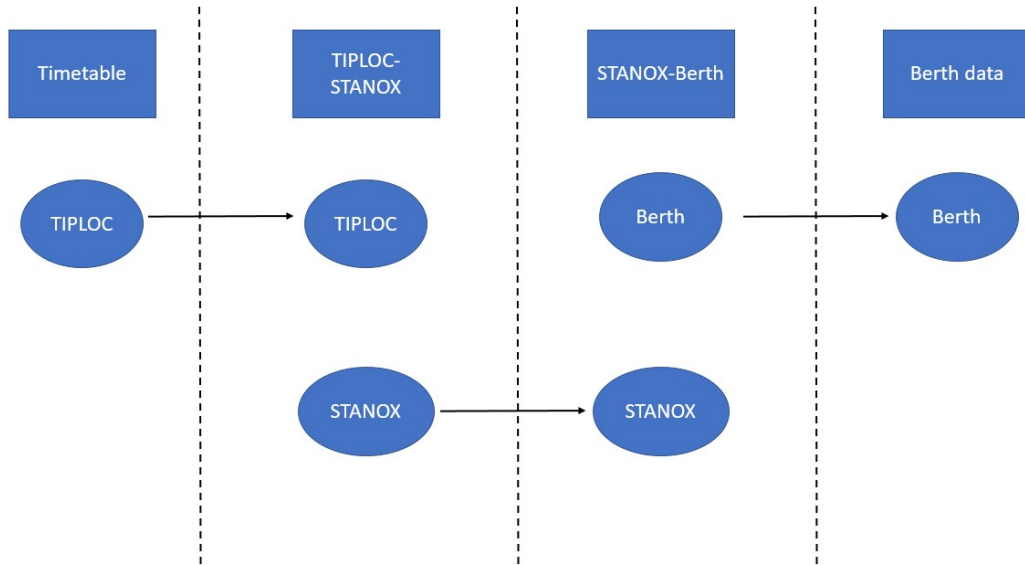 Timetable
TIPLOC-
STANOX
STANOX-Berth
Berth data
TIPLOC
TIPLOC
Berth
Berth
STANOX
STANOX